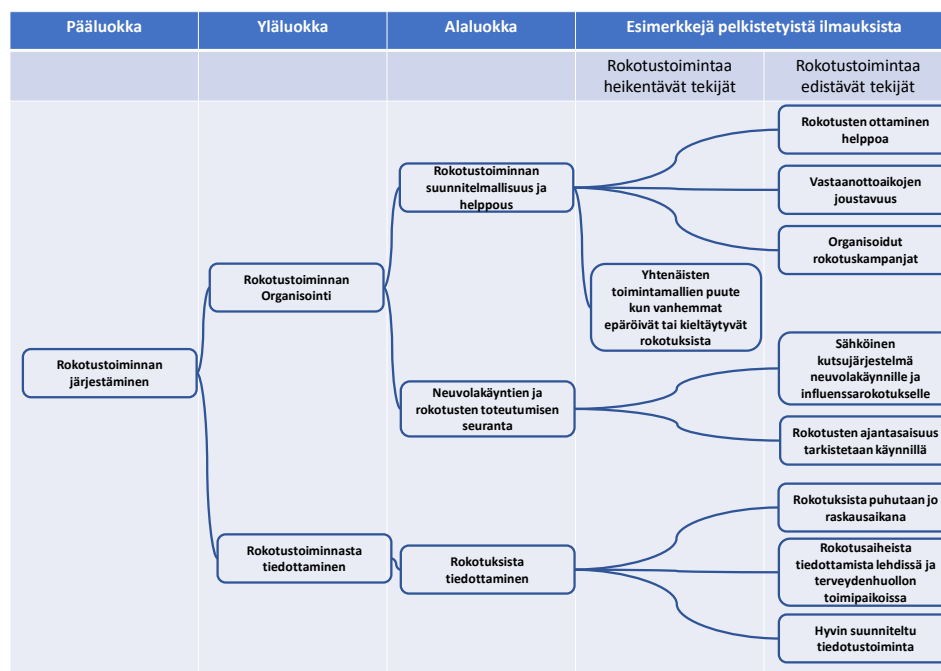 Pääluokka
Yläluokka
Alaluokka
Esimerkkejä pelkistetyistä ilmauksista
Rokotustoimintaa
heikentävät tekijät
Rokotustoimintaa
edistävät tekijät
Rokotustoiminnan
järjestäminen
Rokotustoiminnan
Organisointi
Rokotustoiminnan
suunnitelmallisuus ja
helppous
Rokotusten ottaminen
helppoa
Vastaanottoaikojen
joustavuus
Organisoidut
rokotuskampanjat
Yhtenäisten
toimintamallien puute
kun vanhemmat
epäröivät tai kieltäytyvät
rokotuksista
Neuvolakäyntien ja
rokotusten toteutumisen
seuranta
Sähköinen
kutsujärjestelmä
neuvolakäynnille ja
influenssarokotukselle
Rokotusten ajantasaisuus
tarkistetaan käynnillä
Rokotustoiminnasta
tiedottaminen
Rokotuksista
tiedottaminen
Rokotuksista puhutaan jo
raskausaikana
Rokotusaiheista
tiedottamista lehdissä ja
terveydenhuollon
toimipaikoissa
Hyvin suunniteltu
tiedotustoiminta